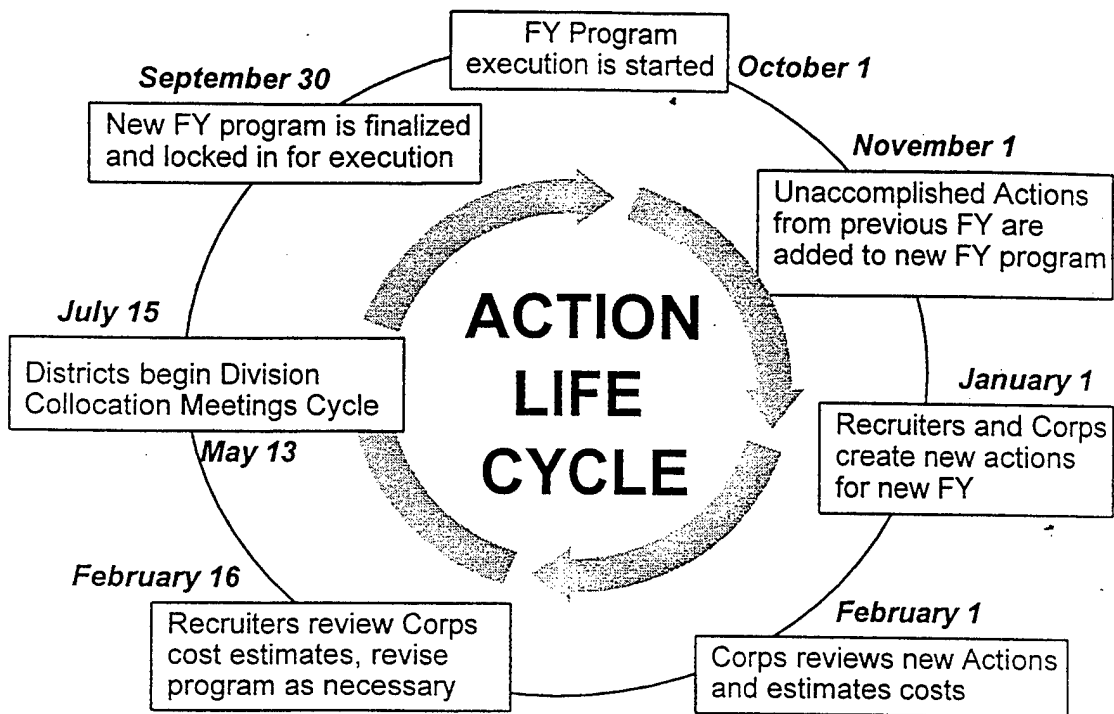 FY Program
execution is started
October 1
November 1
Unaccomplished Actions
from previous FY are
added to new FY program
January 1
Recruiters and Corps
create new actions
for new FY
February 1
Corps reviews new Actions
and estimates costs
February 16
Recruiters review Corps
cost estimates, revise
program as necessary
July 15
Districts begin Division
Collocation Meetings Cycle
May 13
September 30
New FY program is finalized
and locked in for execution
ACTION
LIFE
CYCLE